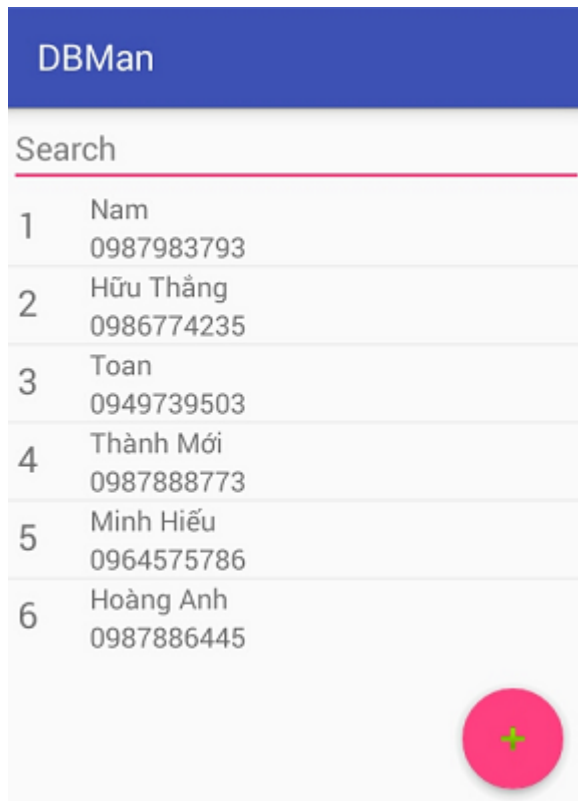 DBMan
Search
1
Nam
0987983793
2
Hữu Thắng
0986774235
3
Toan
0949739503
4
Thành Mới
0987888773
5
Minh Hiếu
0964575786
6
Hoàng Anh
0987886445
+